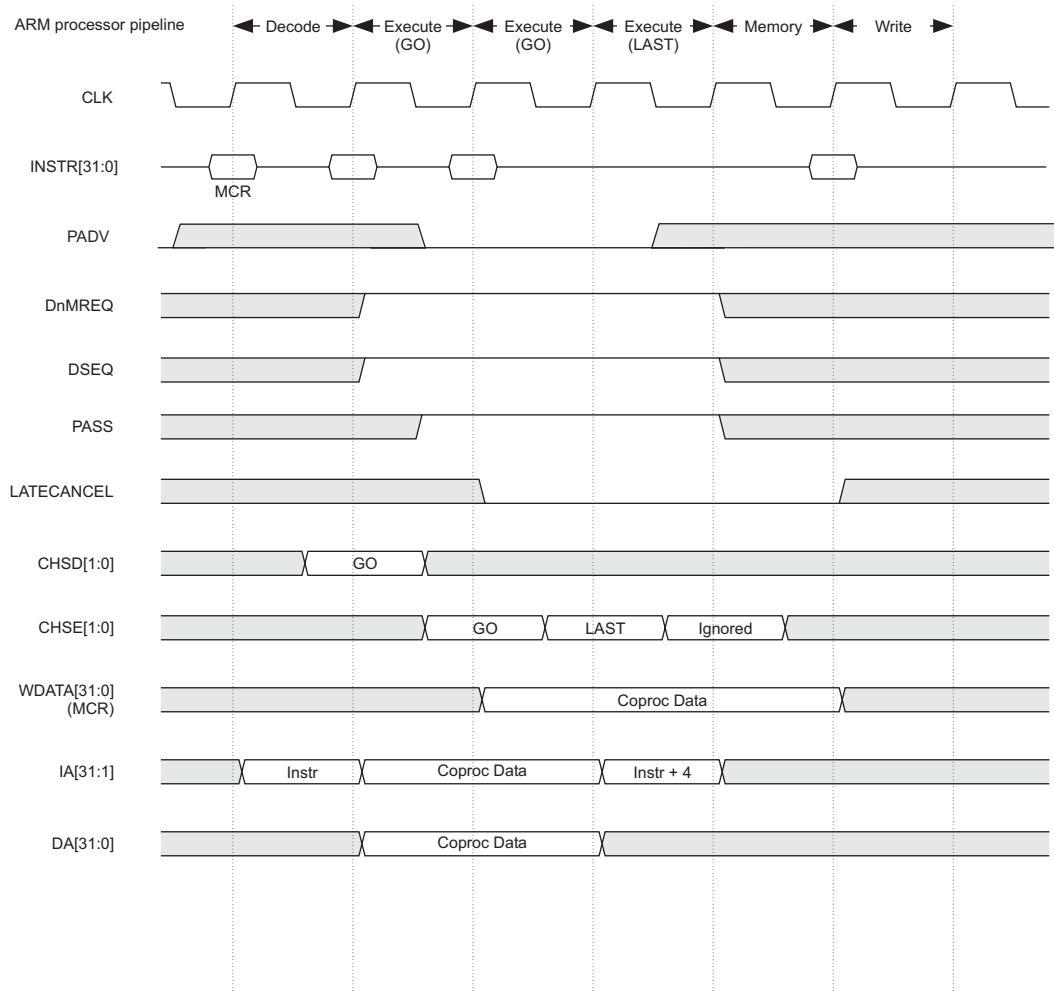 ARM processor pipeline Decode Execute Execute Execute Memory Write
(GO) (GO) (LAST)
CLK
INSTR[31:0]
MCR
PADV
DnMREQ
DSEQ
PASS
LATECANCEL
CHSD[1:0] GO
CHSE[1:0] GO LAST Ignored
WDATA[31:0]
(MCR) Coproc Data
IA[31:1] Instr Coproc Data Instr + 4
DA[31:0] Coproc Data